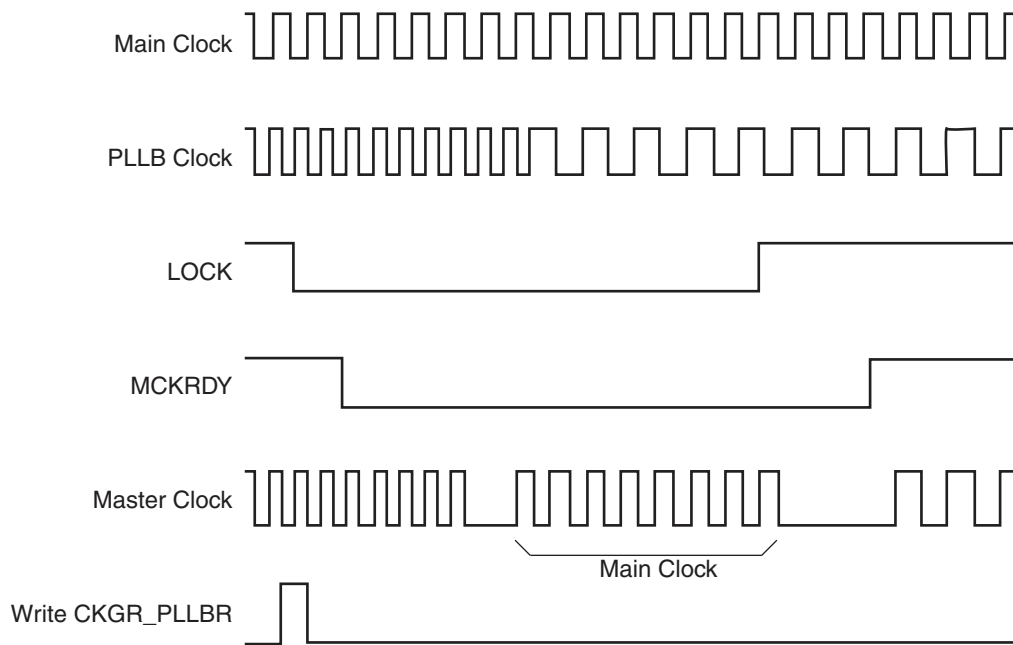 Main Clock
PLLB Clock
LOCK
MCKRDY
Master Clock
Main Clock
Write CKGR_PLLBR